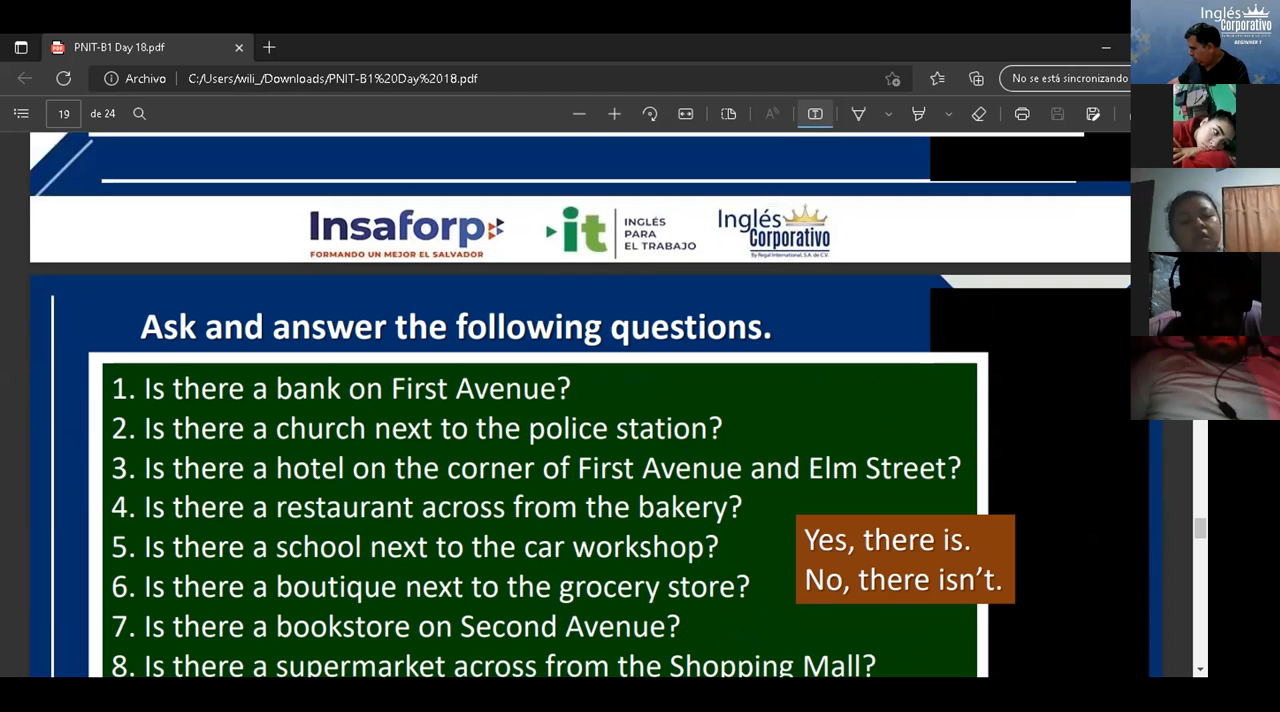 PNIT-B1 Day 18.pdf
Archivo
C:/Users/wili_/Downloads/PNIT-B1%20Day%2018.pdf
No se está sincronizando
19 de 24
Inglés
Corporativo
BEGINNER 1
Insaforp
FORMANDO UN MEJOR EL SALVADOR
it
INGLÉS
PARA
EL TRABAJO
Inglés
Corporativo
By Regal International, S.A. de C.V.
Ask and answer the following questions.
1. Is there a bank on First Avenue?
2. Is there a church next to the police station?
3. Is there a hotel on the corner of First Avenue and Elm Street?
4. Is there a restaurant across from the bakery?
5. Is there a school next to the car workshop?
6. Is there a boutique next to the grocery store?
7. Is there a bookstore on Second Avenue?
8. Is there a supermarket across from the Shopping Mall?
Yes, there is.
No, there isn't.